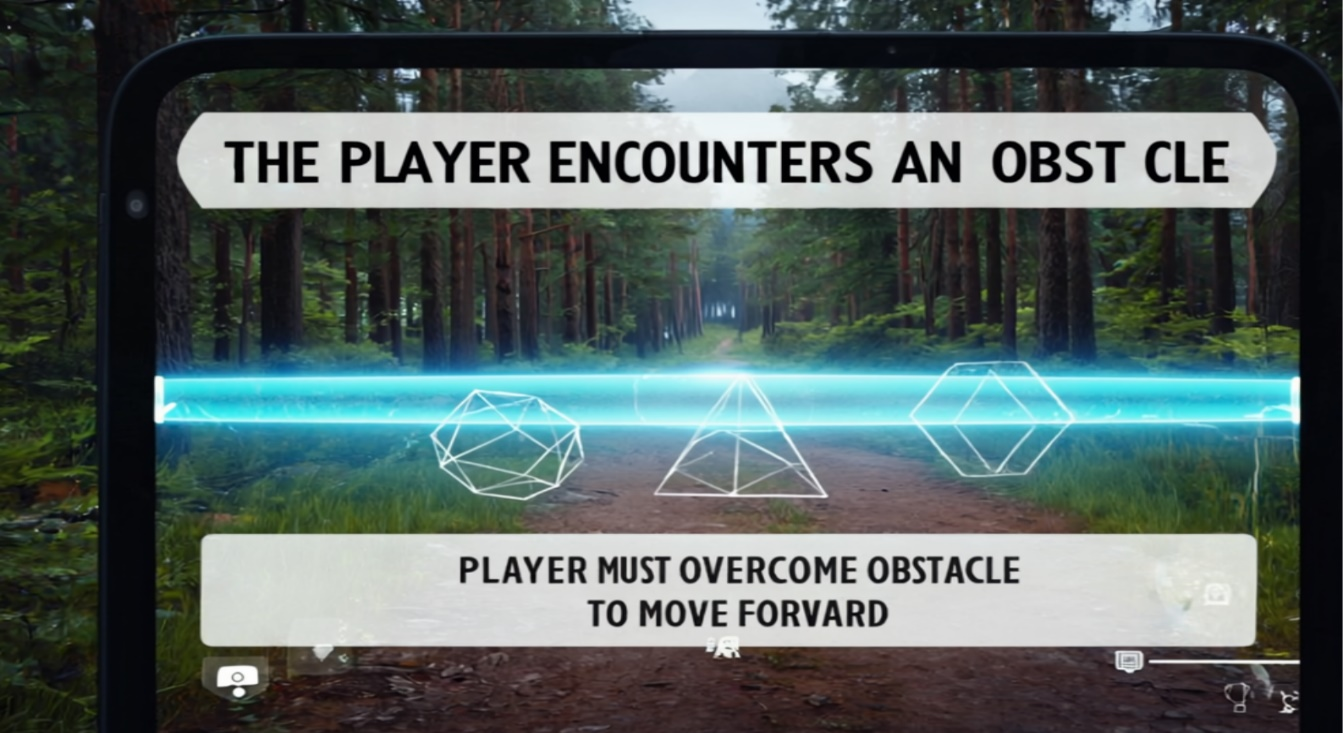 THE PLAYER ENCOUNTERS AN OBST CLE
PLAYER MUST OVERCOME OBSTACLE
TO MOVE FORVARD